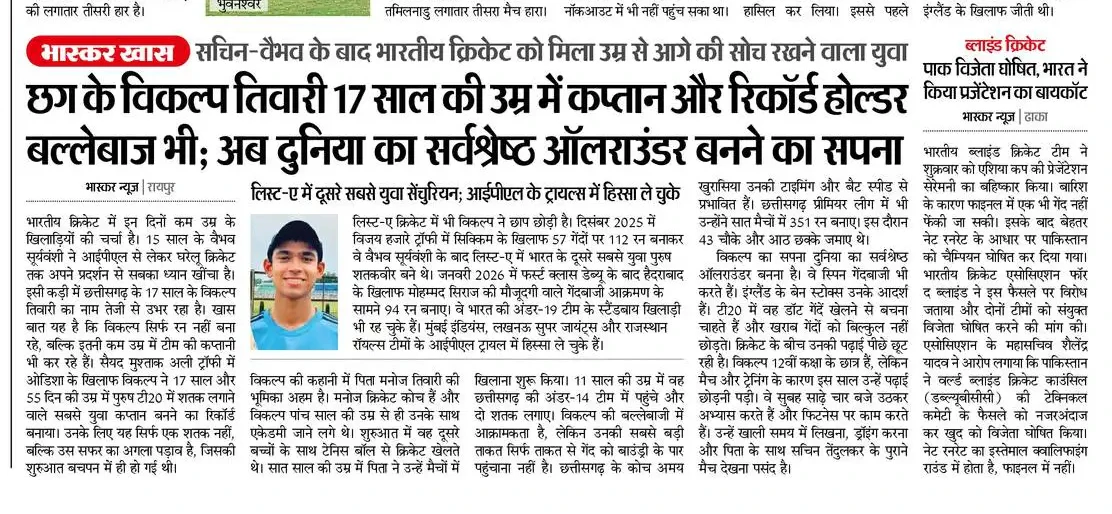 की लगातार तीसरी हार है।
भुवनेश्वर
तमिलनाडु लगातार तीसरा मैच हारा।
नॉकआउट में भी नहीं पहुंच सका था।
हासिल कर लिया। इससे पहले
इंग्लैंड के खिलाफ जीती थी।
भास्कर खास
सचिन-वैभव के बाद भारतीय क्रिकेट को मिला उम्र से आगे की सोच रखने वाला युवा
छग के विकल्प तिवारी 17 साल की उम्र में कप्तान और रिकॉर्ड होल्डर
बल्लेबाज भी; अब दुनिया का सर्वश्रेष्ठ ऑलराउंडर बनने का सपना
भास्कर न्यूज | रायपुर
भारतीय क्रिकेट में इन दिनों कम उम्र के
खिलाड़ियों की चर्चा है। 15 साल के वैभव
सूर्यवंशी ने आईपीएल से लेकर घरेलू क्रिकेट
तक अपने प्रदर्शन से सबका ध्यान खींचा है।
इसी कड़ी में छत्तीसगढ़ के 17 साल के विकल्प
तिवारी का नाम तेजी से उभर रहा है। खास
बात यह है कि विकल्प सिर्फ रन नहीं बना
रहे, बल्कि इतनी कम उम्र में टीम की कप्तानी
भी कर रहे हैं। सैयद मुश्ताक अली ट्रॉफी में
ओडिशा के खिलाफ विकल्प ने 17 साल और
55 दिन की उम्र में पुरुष टी20 में शतक लगाने
वाले सबसे युवा कप्तान बनने का रिकॉर्ड
बनाया। उनके लिए यह सिर्फ एक शतक नहीं,
बल्कि उस सफर का अगला पड़ाव है, जिसकी
शुरुआत बचपन में ही हो गई थी।
लिस्ट-ए में दूसरे सबसे युवा सेंचुरियन; आईपीएल के ट्रायल्स में हिस्सा ले चुके
लिस्ट-ए क्रिकेट में भी विकल्प ने छाप छोड़ी है। दिसंबर 2025 में
विजय हजारे ट्रॉफी में सिक्किम के खिलाफ 57 गेंदों पर 112 रन बनाकर
वे वैभव सूर्यवंशी के बाद लिस्ट-ए में भारत के दूसरे सबसे युवा पुरुष
शतकवीर बने थे। जनवरी 2026 में फर्स्ट क्लास डेब्यू के बाद हैदराबाद
के खिलाफ मोहम्मद सिराज की मौजूदगी वाले गेंदबाजी आक्रमण के
सामने 94 रन बनाए। वे भारत की अंडर-19 टीम के स्टैंडबाय खिलाड़ी
भी रह चुके हैं। मुंबई इंडियंस, लखनऊ सुपर जायंट्स और राजस्थान
रॉयल्स टीमों के आईपीएल ट्रायल में हिस्सा ले चुके हैं।
विकल्प की कहानी में पिता मनोज तिवारी की
भूमिका अहम है। मनोज क्रिकेट कोच हैं और
विकल्प पांच साल की उम्र से ही उनके साथ
एकेडमी जाने लगे थे। शुरुआत में वह दूसरे
बच्चों के साथ टेनिस बॉल से क्रिकेट खेलते
थे। सात साल की उम्र में पिता ने उन्हें मैचों में
खिलाना शुरू किया। 11 साल की उम्र में वह
छत्तीसगढ़ की अंडर-14 टीम में पहुंचे और
दो शतक लगाए। विकल्प की बल्लेबाजी में
आक्रामकता है, लेकिन उनकी सबसे बड़ी
ताकत सिर्फ ताकत से गेंद को बाउंड्री के पार
पहुंचाना नहीं है। छत्तीसगढ़ के कोच अमय
खुरासिया उनकी टाइमिंग और बैट स्पीड से
प्रभावित हैं। छत्तीसगढ़ प्रीमियर लीग में भी
उन्होंने सात मैचों में 351 रन बनाए। इस दौरान
43 चौके और आठ छक्के जमाए थे।
विकल्प का सपना दुनिया का सर्वश्रेष्ठ
ऑलराउंडर बनना है। वे स्पिन गेंदबाजी भी
करते हैं। इंग्लैंड के बेन स्टोक्स उनके आदर्श
हैं। टी20 में वह डॉट गेंदें खेलने से बचना
चाहते हैं और खराब गेंदों को बिल्कुल नहीं
छोड़ते। क्रिकेट के बीच उनकी पढ़ाई पीछे छूट
रही है। विकल्प 12वीं कक्षा के छात्र हैं, लेकिन
मैच और ट्रेनिंग के कारण इस साल उन्हें पढ़ाई
छोड़नी पड़ी। वे सुबह साढ़े चार बजे उठकर
अभ्यास करते हैं और फिटनेस पर काम करते
हैं। उन्हें खाली समय में लिखना, ड्रॉइंग करना
और पिता के साथ सचिन तेंदुलकर के पुराने
मैच देखना पसंद है।
ब्लाइंड क्रिकेट
पाक विजेता घोषित, भारत ने
किया प्रजेंटेशन का बायकॉट
भास्कर न्यूज | ढाका
भारतीय ब्लाइंड क्रिकेट टीम ने
शुक्रवार को एशिया कप की प्रेजेंटेशन
सेरेमनी का बहिष्कार किया। बारिश
के कारण फाइनल में एक भी गेंद नहीं
फेंकी जा सकी। इसके बाद बेहतर
नेट रनरेट के आधार पर पाकिस्तान
को चैम्पियन घोषित कर दिया गया।
भारतीय क्रिकेट एसोसिएशन फॉर
द ब्लाइंड ने इस फैसले पर विरोध
जताया और दोनों टीमों को संयुक्त
विजेता घोषित करने की मांग की।
एसोसिएशन के महासचिव शैलेंद्र
यादव ने आरोप लगाया कि पाकिस्तान
ने वर्ल्ड ब्लाइंड क्रिकेट काउंसिल
(डब्ल्यूबीसीसी) की टेक्निकल
कमेटी के फैसले को नजरअंदाज
कर खुद को विजेता घोषित किया।
नेट रनरेट का इस्तेमाल क्वालिफाइंग
राउंड में होता है, फाइनल में नहीं।